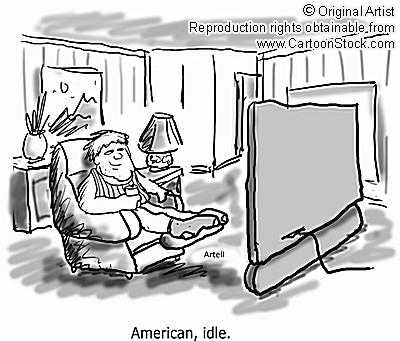 © Original Artist
Reproduction rights obtainable from
www.CartoonStock.com
Artell
American, idle.